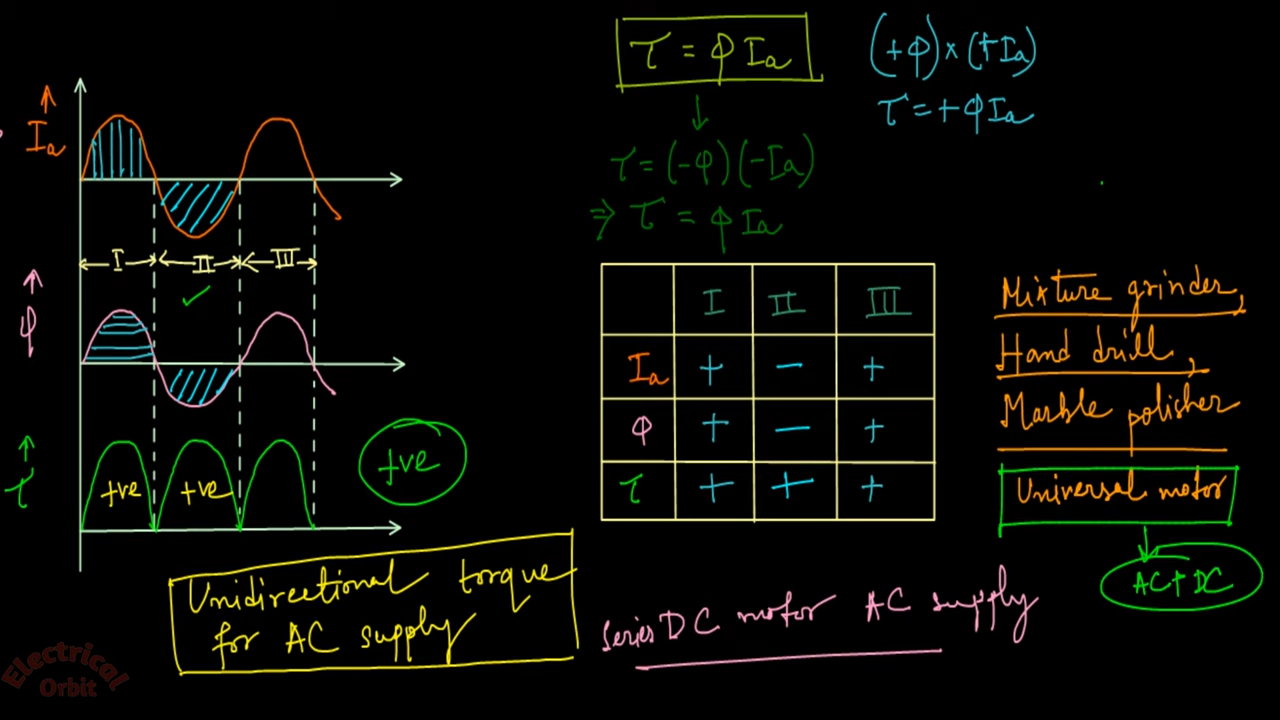 τ = φ Ia
(+φ) × (+Ia)
τ = + φ Ia
τ = (-φ) (-Ia)
⇒ τ = φ Ia
Ia
I II III
φ
τ
+ve +ve
+ve
I II III
Ia + - +
φ + - +
τ + + +
Mixture grinder,
Hand drill,
Marble polisher
Universal motor
AC + DC
Unidirectional torque
for AC supply
Series DC motor AC supply
Electrical
Orbit